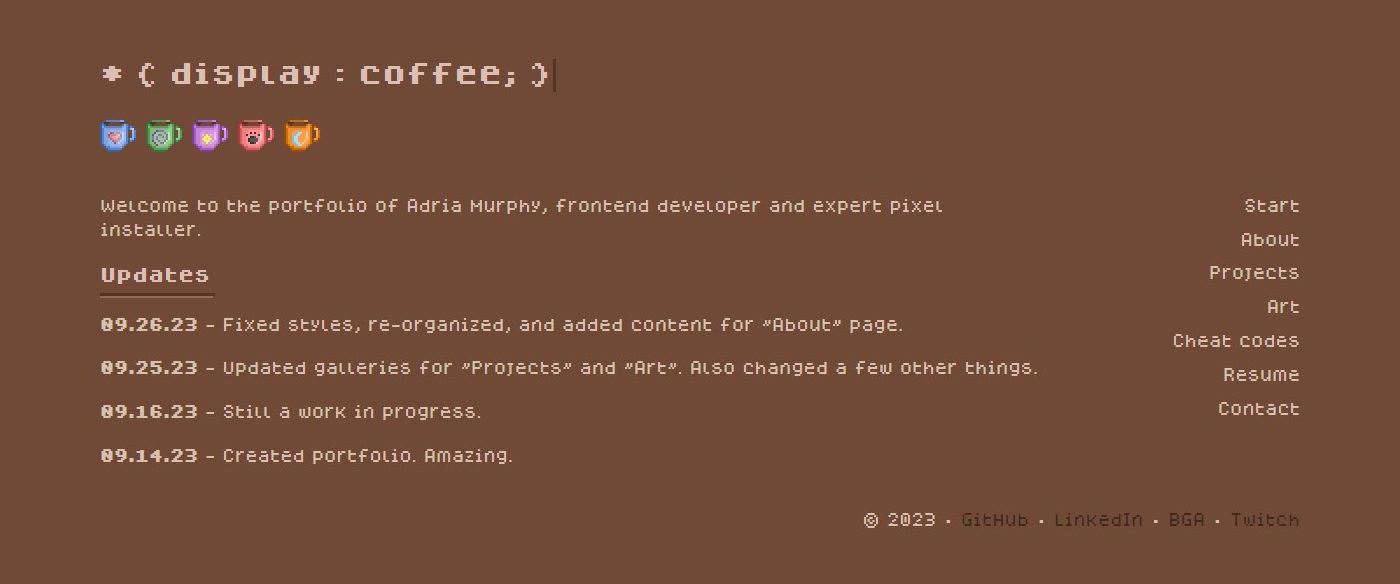 * { display : coffee; }
Welcome to the portfolio of Adria Murphy, frontend developer and expert pixel
installer.
Updates
09.26.23 - Fixed styles, re-organized, and added content for "About" page.
09.25.23 - Updated galleries for "Projects" and "Art". Also changed a few other things.
09.16.23 - Still a work in progress.
09.14.23 - Created portfolio. Amazing.
Start
About
Projects
Art
Cheat codes
Resume
Contact
© 2023 · GitHub · LinkedIn · BGA · Twitch